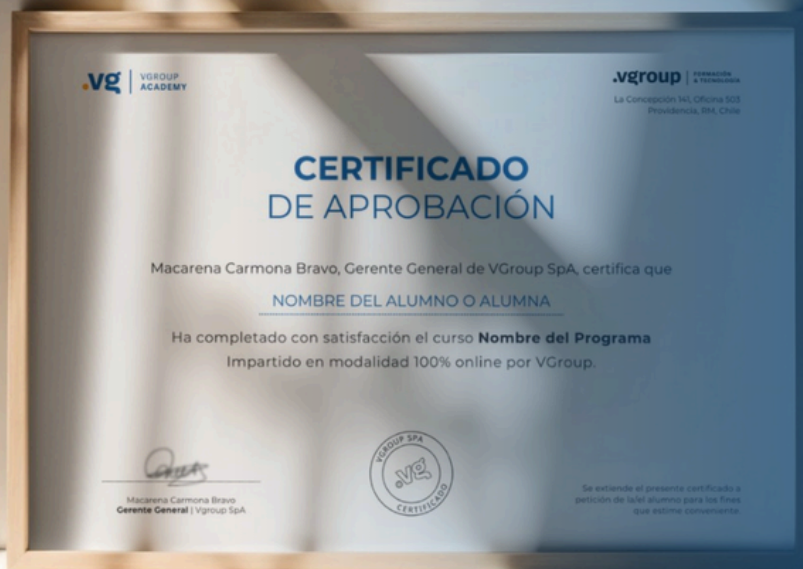 .vg | VGROUP
ACADEMY
.vgroup | FORMACIÓN
& TECNOLOGÍA
La Concepción 141, Oficina 503
Providencia, RM, Chile
CERTIFICADO
DE APROBACIÓN
Macarena Carmona Bravo, Gerente General de VGroup SpA, certifica que
NOMBRE DEL ALUMNO O ALUMNA
Ha completado con satisfacción el curso Nombre del Programa
Impartido en modalidad 100% online por VGroup.
Macarena Carmona Bravo
Gerente General | Vgroup SpA
VGROUP SPA
.vg
CERTIFICADO
Se extiende el presente certificado a
petición de la/el alumno para los fines
que estime conveniente.